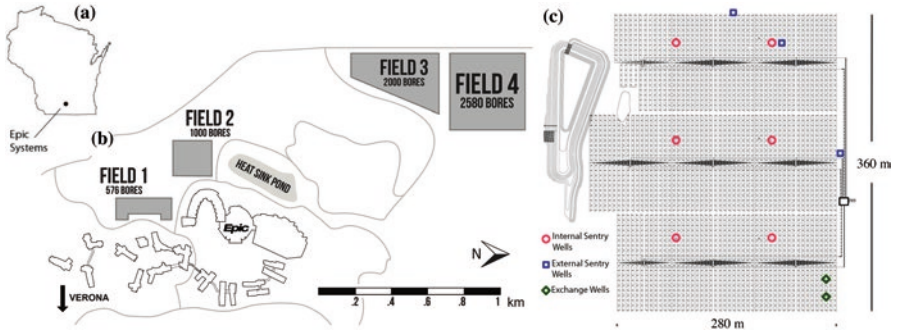 (a)
Epic
Systems
(b)
FIELD 1
576 BORES
FIELD 2
1000 BORES
HEAT SINK POND
FIELD 3
2000 BORES
FIELD 4
2580 BORES
Epic
N
VERONA
.2 .4 .6 .8 1
km
(c)
360 m
Internal Sentry
Wells
External Sentry
Wells
Exchange Wells
280 m